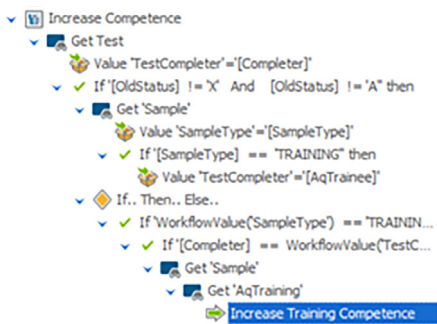 Increase Competence
Get Test
Value 'TestCompleter'='[Completer]'
If '[OldStatus] != "X" And [OldStatus] != "A" then
Get 'Sample'
Value 'SampleType'='[SampleType]'
If '[SampleType] == "TRAINING" then
Value 'TestCompleter'='[AqTrainee]'
If.. Then.. Else..
If 'WorkflowValue('SampleType') == "TRAININ...
If '[Completer] == WorkflowValue('TestC...
Get 'Sample'
Get 'AqTraining'
Increase Training Competence